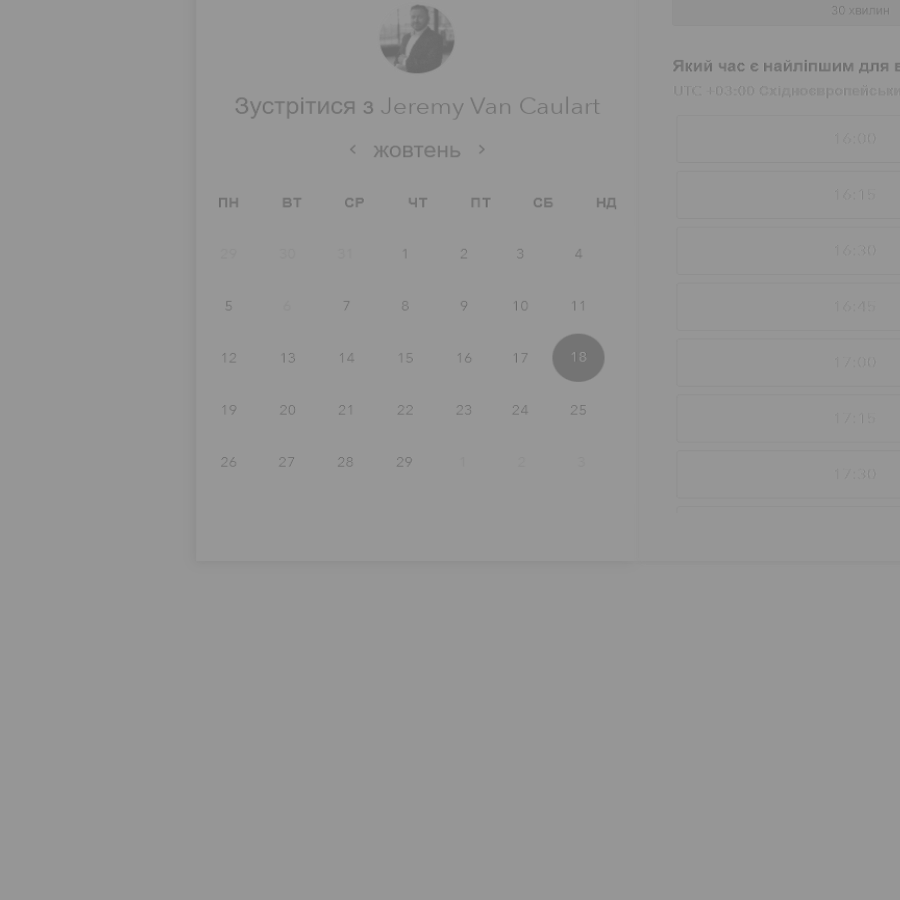 30 хвилин
Зустрітися з Jeremy Van Caulart
жовтень
ПН ВТ СР ЧТ ПТ СБ НД
29 30 31 1 2 3 4
5 6 7 8 9 10 11
12 13 14 15 16 17 18
19 20 21 22 23 24 25
26 27 28 29 1 2 3
Який час є найліпшим для
UTC +03:00
16:00
16:15
16:30
16:45
17:00
17:15
17:30